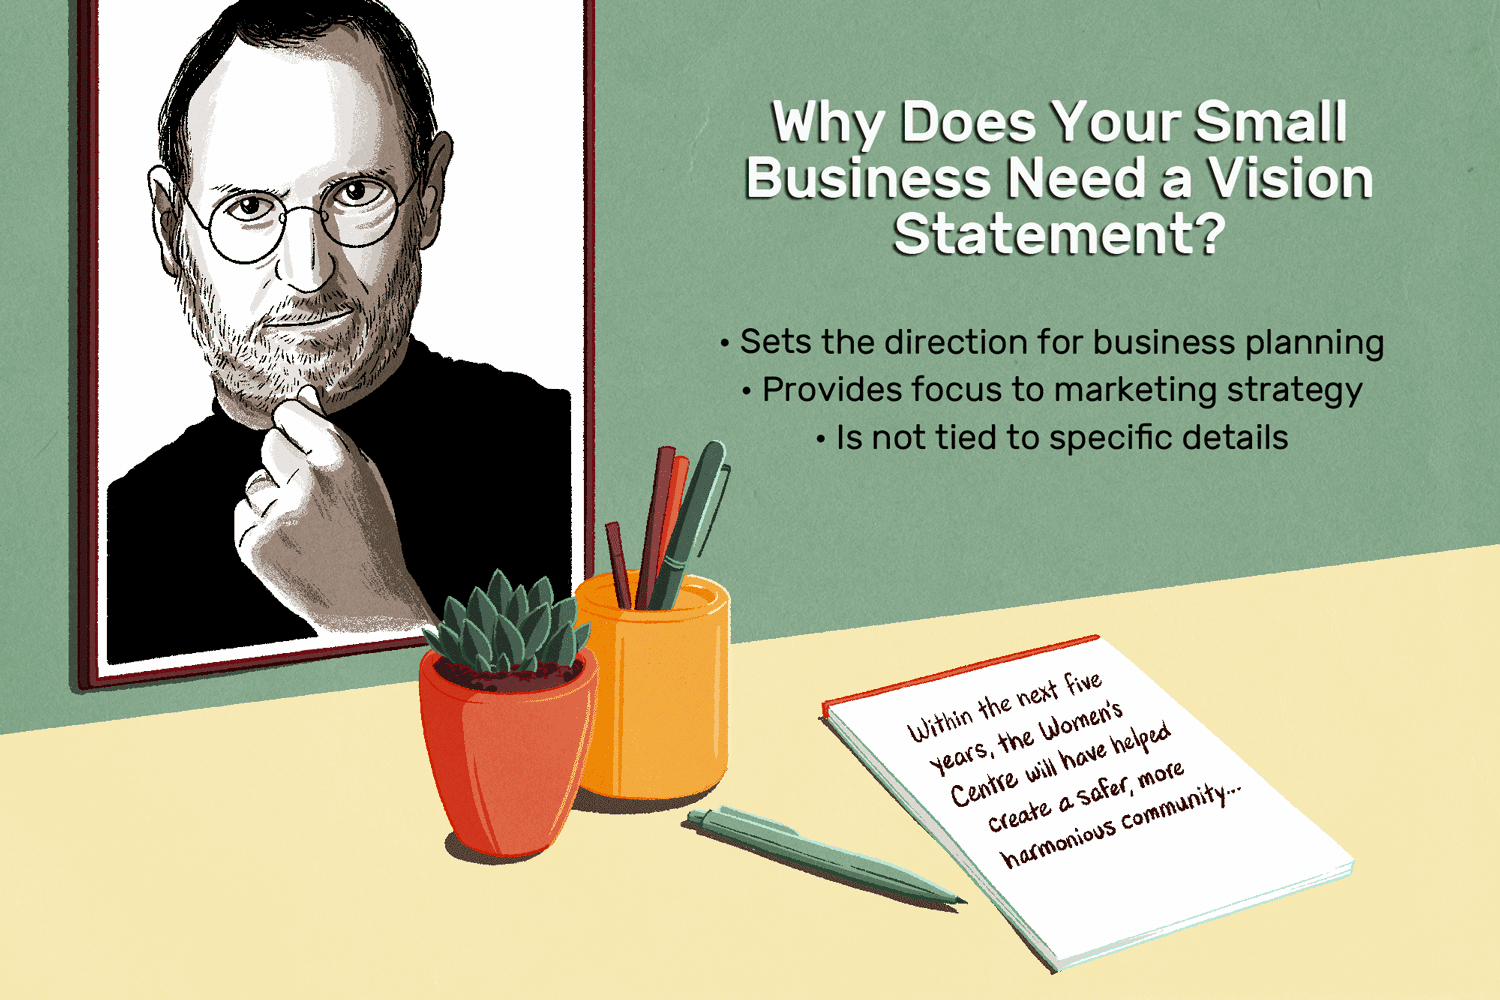 Why Does Your Small
Business Need a Vision
Statement?
• Sets the direction for business planning
• Provides focus to marketing strategy
• Is not tied to specific details
Within the next five
years, the Women's
Centre will have helped
create a safer, more
harmonious community...